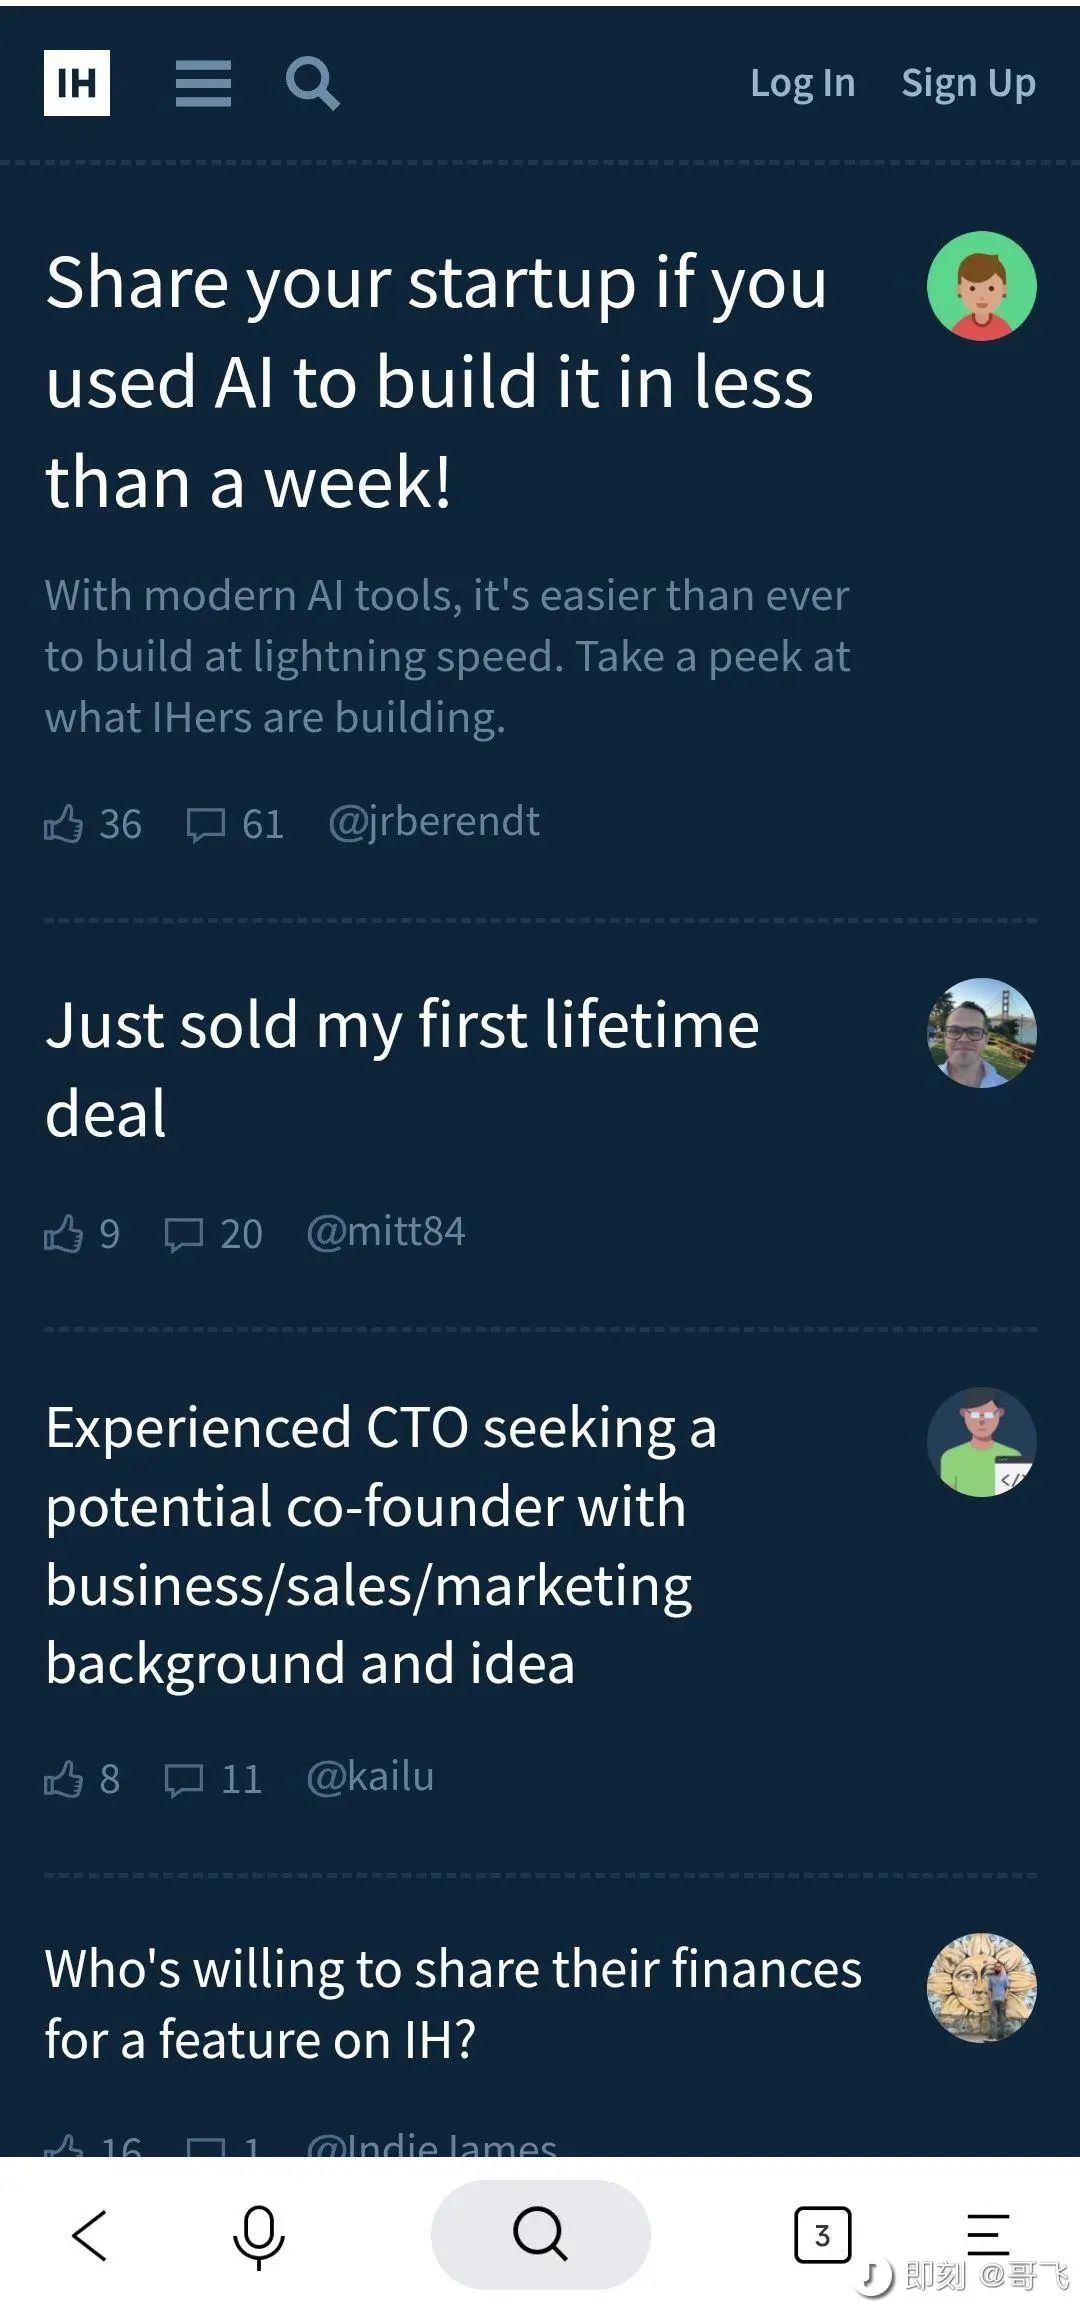 IH
Log In Sign Up
Share your startup if you
used AI to build it in less
than a week!
With modern AI tools, it's easier than ever
to build at lightning speed. Take a peek at
what IHers are building.
36 61 @jrberendt
Just sold my first lifetime
deal
9 20 @mitt84
Experienced CTO seeking a
potential co-founder with
business/sales/marketing
background and idea
</>
8 11 @kailu
Who's willing to share their finances
for a feature on IH?
16 1 @IndieJames
3
即刻 @哥飞